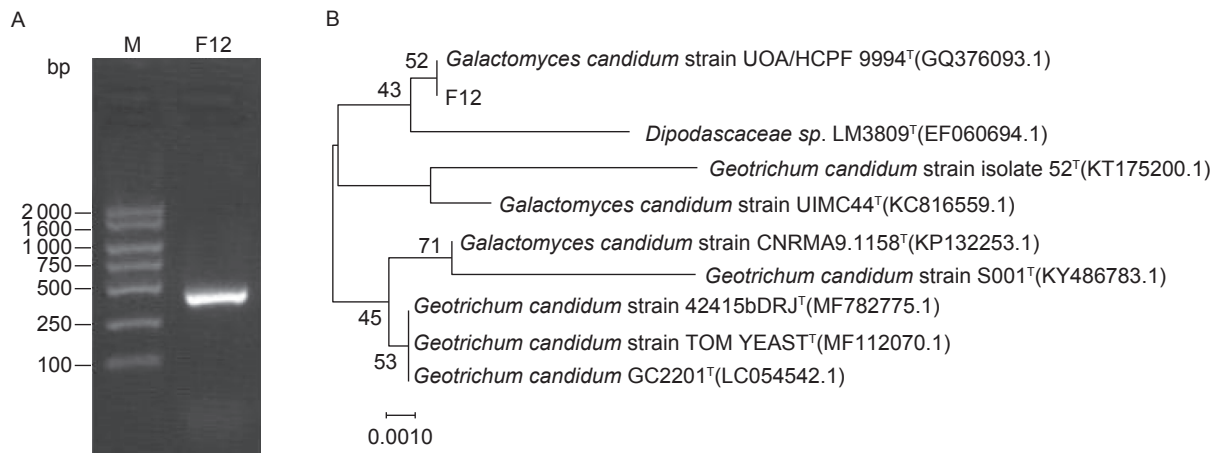 A
M F12
bp
2 000
1 600
1 000
750
500
250
100
B
52
Galactomyces candidum strain UOA/HCPF 9994ᵀ(GQ376093.1)
43
F12
Dipodascaceae sp. LM3809ᵀ(EF060694.1)
Geotrichum candidum strain isolate 52ᵀ(KT175200.1)
Galactomyces candidum strain UIMC44ᵀ(KC816559.1)
71
Galactomyces candidum strain CNRMA9.1158ᵀ(KP132253.1)
Geotrichum candidum strain S001ᵀ(KY486783.1)
45
Geotrichum candidum strain 42415bDRJᵀ(MF782775.1)
Geotrichum candidum strain TOM YEASTᵀ(MF112070.1)
53
Geotrichum candidum GC2201ᵀ(LC054542.1)
0.0010